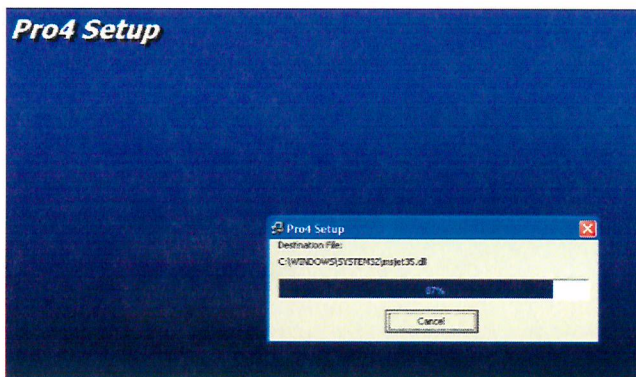 Pro4 Setup
Pro4 Setup
Destination File:
C:\WINDOWS\SYSTEM32\msjet35.dll
87%
Cancel